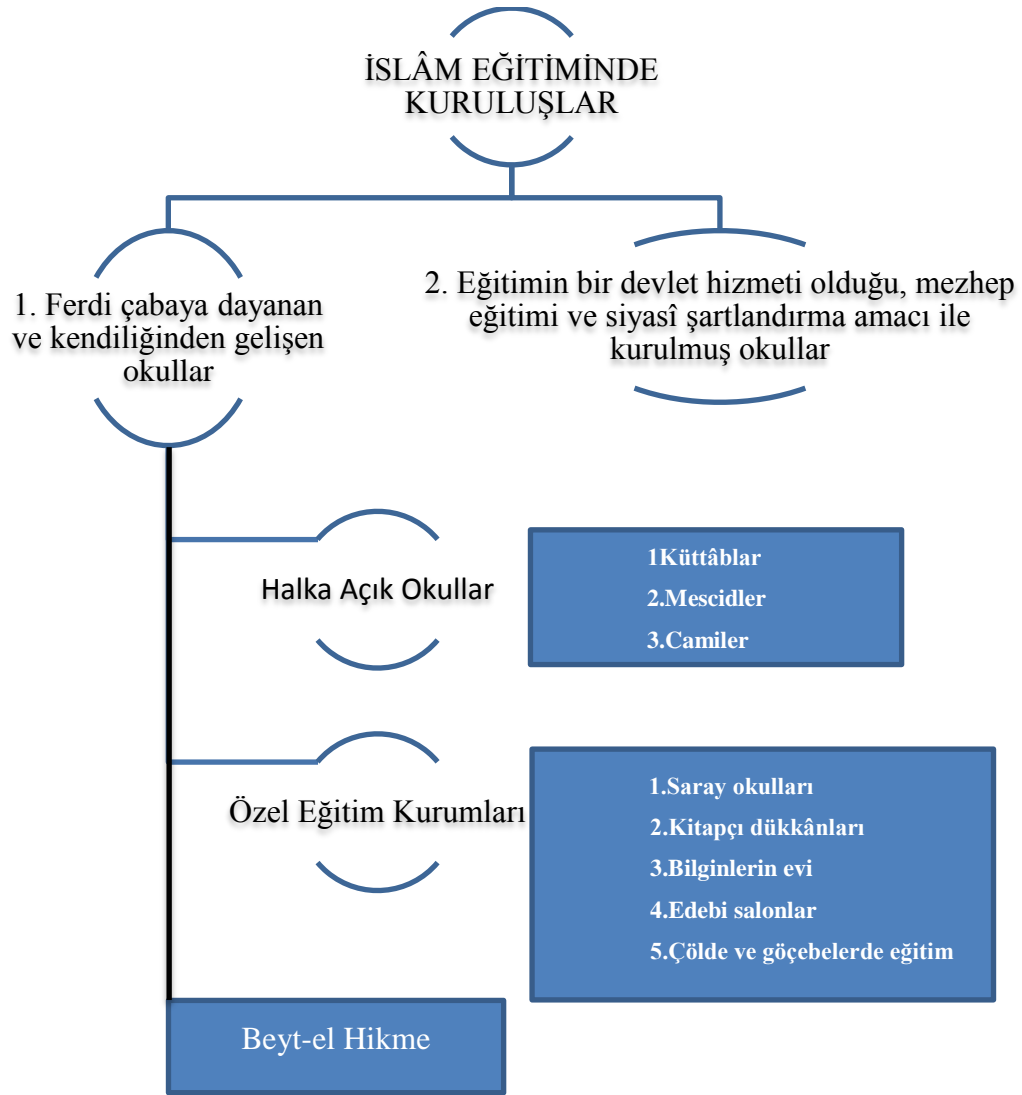 İSLÂM EĞİTİMİNDE
KURULUŞLAR
1. Ferdi çabaya dayanan
ve kendiliğinden gelişen
okullar
2. Eğitimin bir devlet hizmeti olduğu, mezhep
eğitimi ve siyasî şartlandırma amacı ile
kurulmuş okullar
Halka Açık Okullar
1Küttâblar
2.Mescidler
3.Camiler
Özel Eğitim Kurumları
1.Saray okulları
2.Kitapçı dükkânları
3.Bilginlerin evi
4.Edebi salonlar
5.Çölde ve göçebelerde eğitim
Beyt-el Hikme